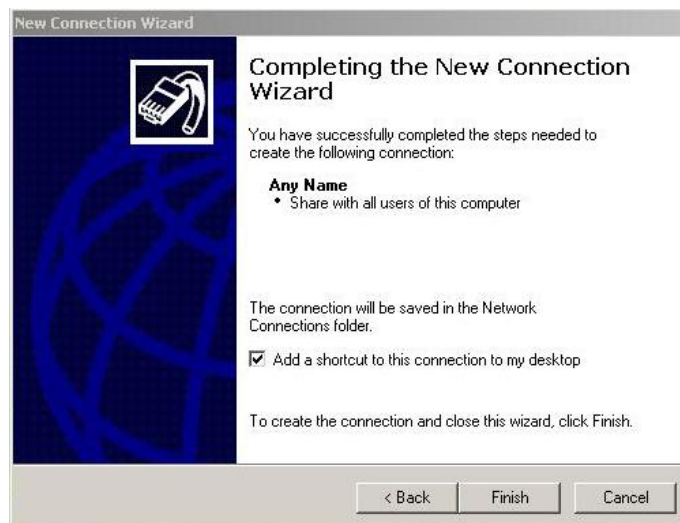 New Connection Wizard
Completing the New Connection
Wizard
You have successfully completed the steps needed to
create the following connection:
Any Name
• Share with all users of this computer
The connection will be saved in the Network
Connections folder.
Add a shortcut to this connection to my desktop
To create the connection and close this wizard, click Finish.
< Back Finish Cancel